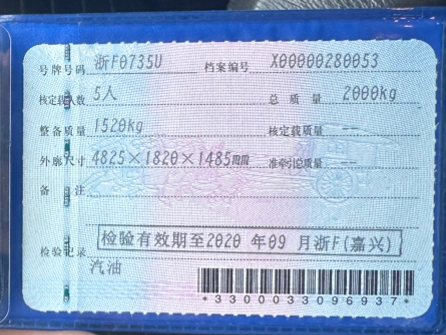 号牌号码 浙F0735U 档案编号 X00000280053
核定载人数 5人 总质量 2000kg
整备质量 1520kg 核定载质量 --
外廓尺寸 4825×1820×1485mm 准牵引总质量 --
备注
检验有效期至2020年09月浙F(嘉兴)
检验记录
汽油
*3300033096937*